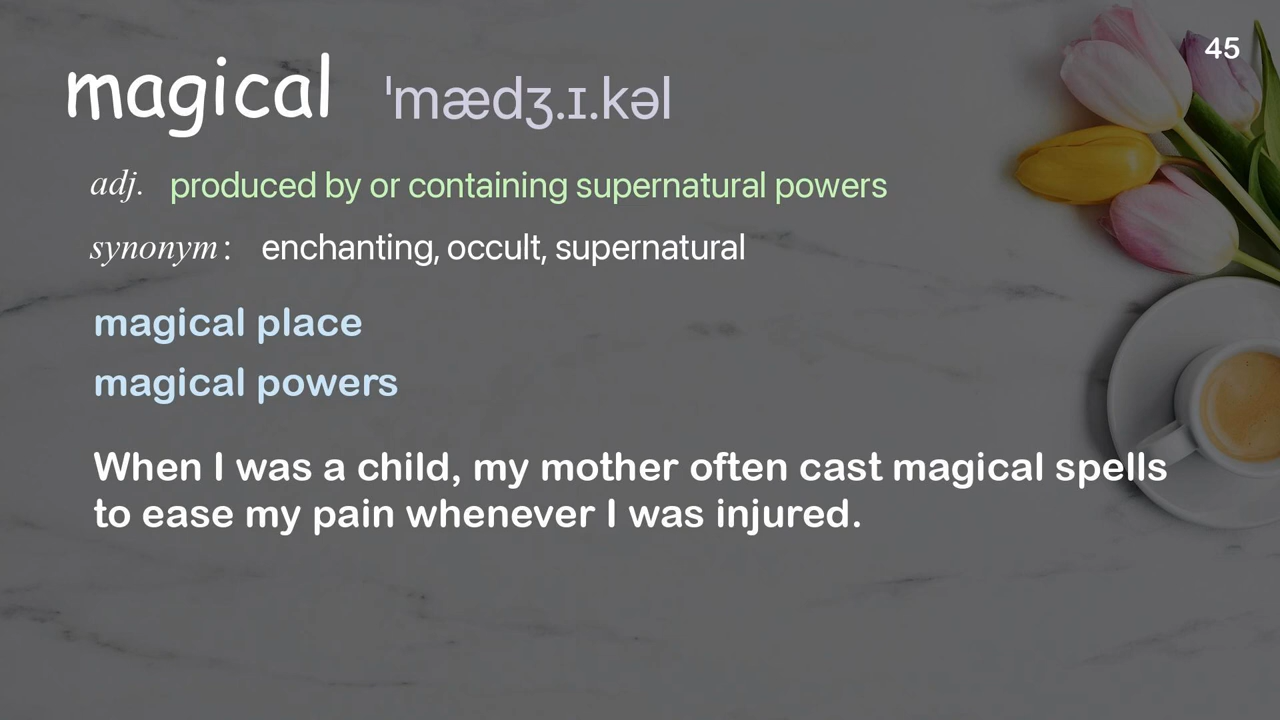 45
magical ˈmædʒ.ɪ.kəl
adj. produced by or containing supernatural powers
synonym: enchanting, occult, supernatural
magical place
magical powers
When I was a child, my mother often cast magical spells
to ease my pain whenever I was injured.